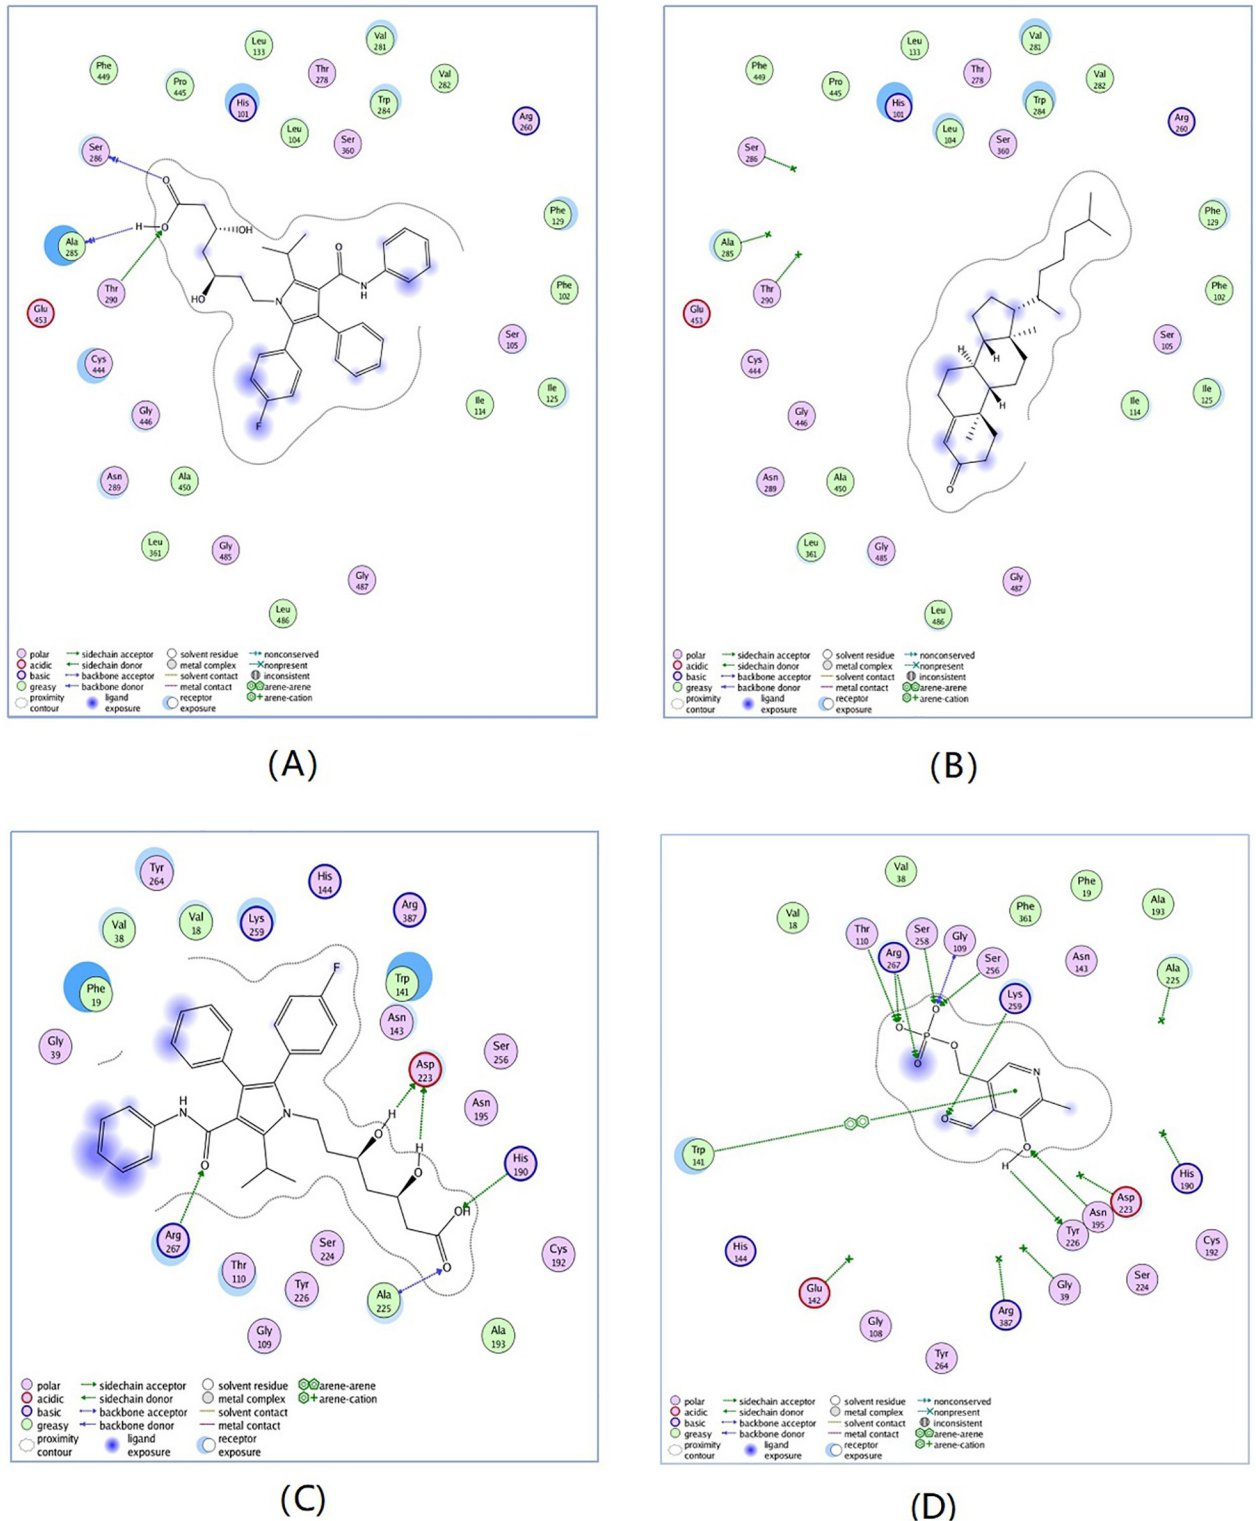 Leu 133
Val 281
Phe 449
Pro 445
Thr 278
Val 282
His 101
Trp 284
Leu 104
Arg 260
Ser 360
Ser 286
O
H
O
OH
Phe 129
Ala 285
O
Thr 290
HO
N
N
H
Phe 102
Glu 453
Ser 105
Cys 444
Ile 125
Ile 114
Gly 446
F
Asn 289
Ala 450
Leu 361
Gly 485
Gly 487
Leu 486
polar
acidic
basic
greasy
proximity contour
sidechain acceptor
sidechain donor
backbone acceptor
backbone donor
ligand exposure
solvent residue
metal complex
solvent contact
metal contact
receptor exposure
nonconserved
nonpresent
inconsistent
arene-arene
arene-cation
(A)
Leu 133
Val 281
Phe 449
Pro 445
Thr 278
Val 282
His 101
Trp 284
Leu 104
Arg 260
Ser 360
Ser 286
Phe 129
Ala 285
Thr 290
Phe 102
Glu 453
Ser 105
H
H
Cys 444
Ile 125
Ile 114
H
Gly 446
Asn 289
Ala 450
O
Leu 361
Gly 485
Gly 487
Leu 486
polar
acidic
basic
greasy
proximity contour
sidechain acceptor
sidechain donor
backbone acceptor
backbone donor
ligand exposure
solvent residue
metal complex
solvent contact
metal contact
receptor exposure
nonconserved
nonpresent
inconsistent
arene-arene
arene-cation
(B)
Tyr 264
His 144
Val 38
Val 18
Lys 259
Arg 387
F
Phe 19
Trp 141
Asn 143
Gly 39
Ser 256
Asp 223
H
N
N
H
Asn 195
O
H
O
O
His 190
OH
Arg 267
Ser 224
Cys 192
Thr 110
Tyr 226
O
Ala 225
Gly 109
Ala 193
polar
acidic
basic
greasy
proximity contour
sidechain acceptor
sidechain donor
backbone acceptor
backbone donor
ligand exposure
solvent residue
metal complex
solvent contact
metal contact
receptor exposure
arene-arene
arene-cation
(C)
Val 38
Phe 19
Phe 361
Ala 193
Val 18
Thr 110
Ser 258
Gly 109
Arg 267
Ser 256
Asn 143
Ala 225
Lys 259
O
O
P
O
O
N
O
Trp 141
O
H
His 190
Asp 223
Asn 195
Tyr 226
His 144
Cys 192
Glu 142
Gly 39
Ser 224
Arg 387
Gly 108
Tyr 264
polar
acidic
basic
greasy
proximity contour
sidechain acceptor
sidechain donor
backbone acceptor
backbone donor
ligand exposure
solvent residue
metal complex
solvent contact
metal contact
receptor exposure
nonconserved
nonpresent
inconsistent
arene-arene
arene-cation
(D)